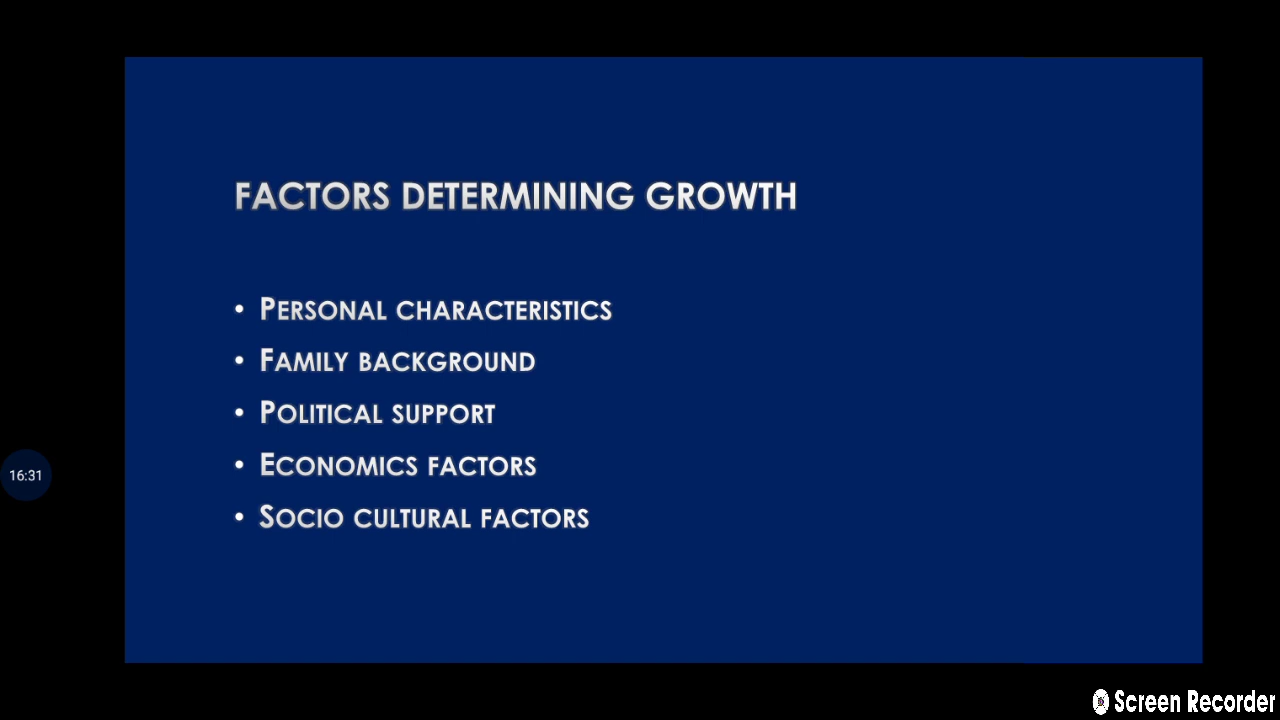 FACTORS DETERMINING GROWTH
• PERSONAL CHARACTERISTICS
• FAMILY BACKGROUND
• POLITICAL SUPPORT
• ECONOMICS FACTORS
• SOCIO CULTURAL FACTORS
16:31
Screen Recorder